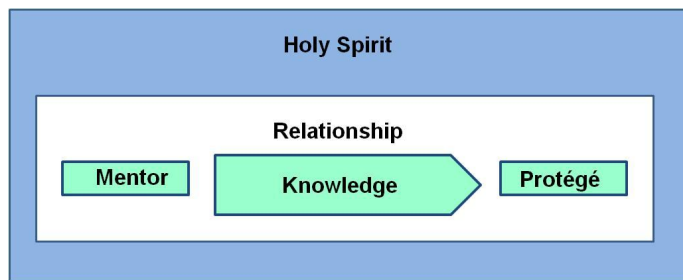 Holy Spirit
Relationship
Mentor
Knowledge
Protégé